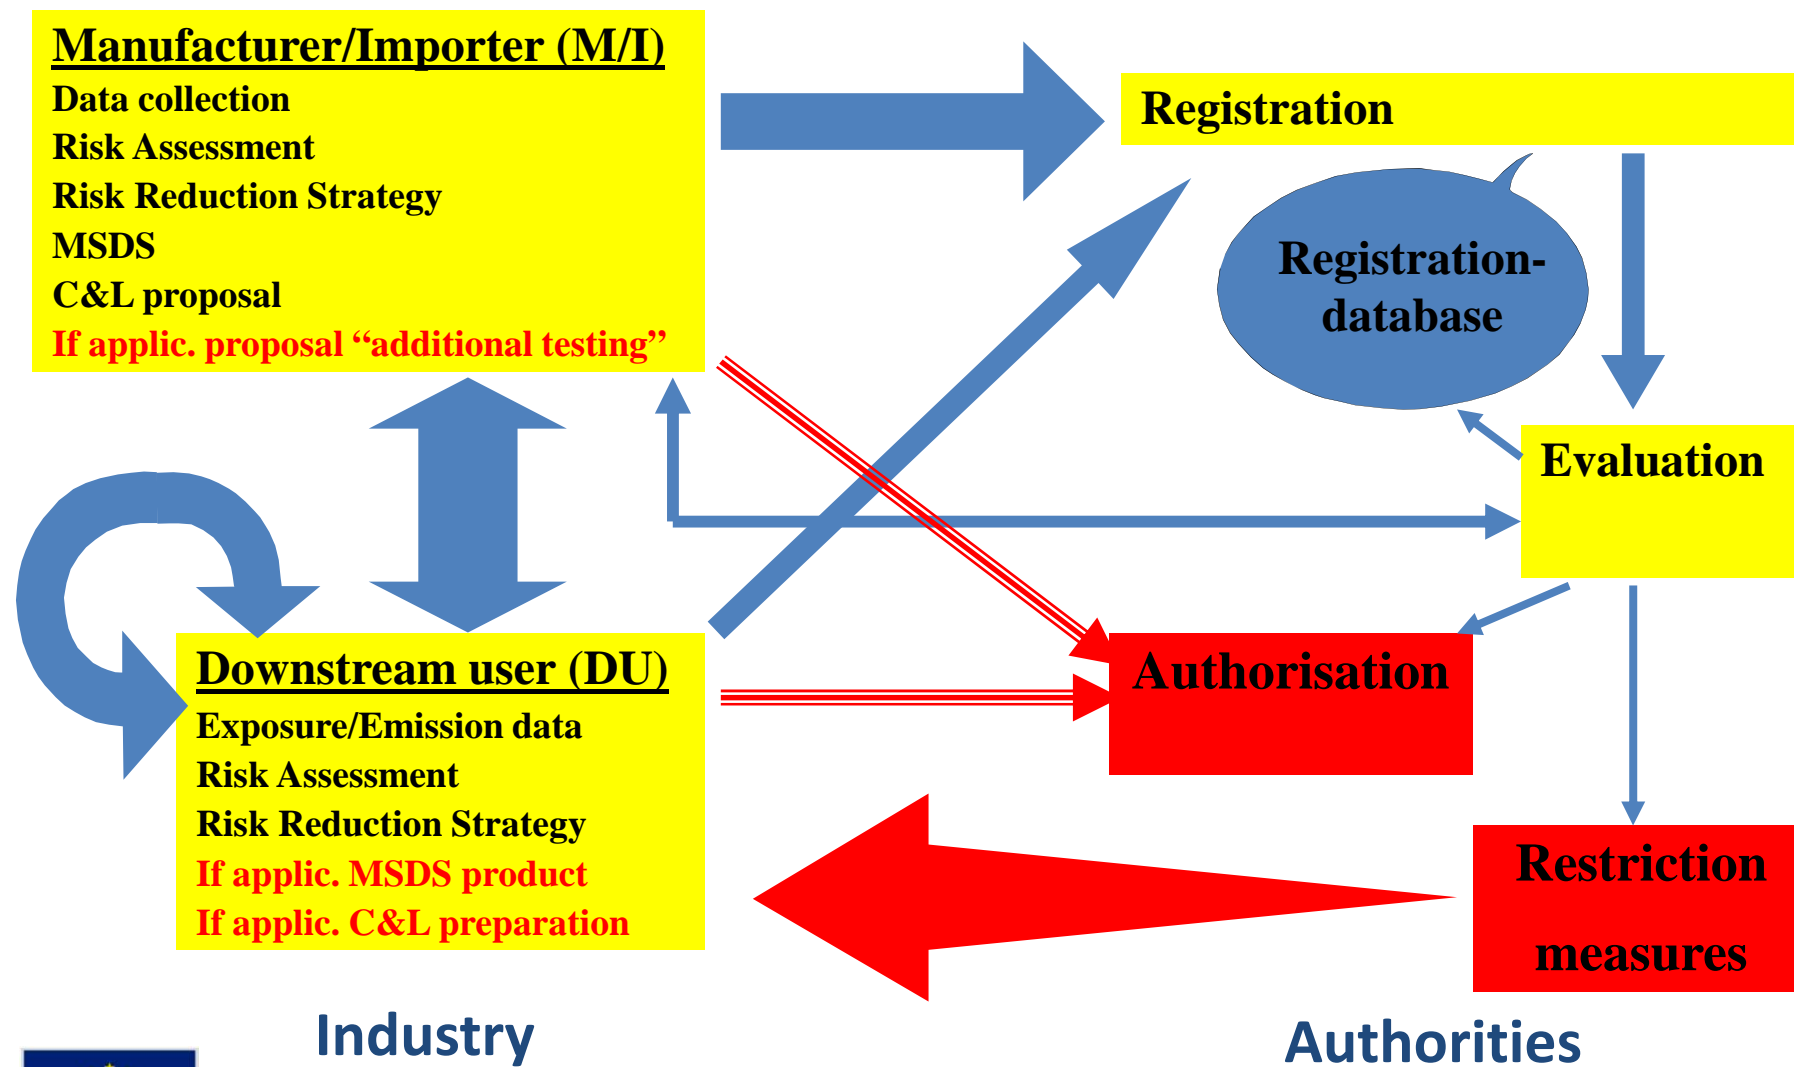 Manufacturer/Importer (M/I)
Data collection
Risk Assessment
Risk Reduction Strategy
MSDS
C&L proposal
If applic. proposal “additional testing”
Registration
Registration-
database
Evaluation
Downstream user (DU)
Exposure/Emission data
Risk Assessment
Risk Reduction Strategy
If applic. MSDS product
If applic. C&L preparation
Authorisation
Restriction
measures
Industry
Authorities